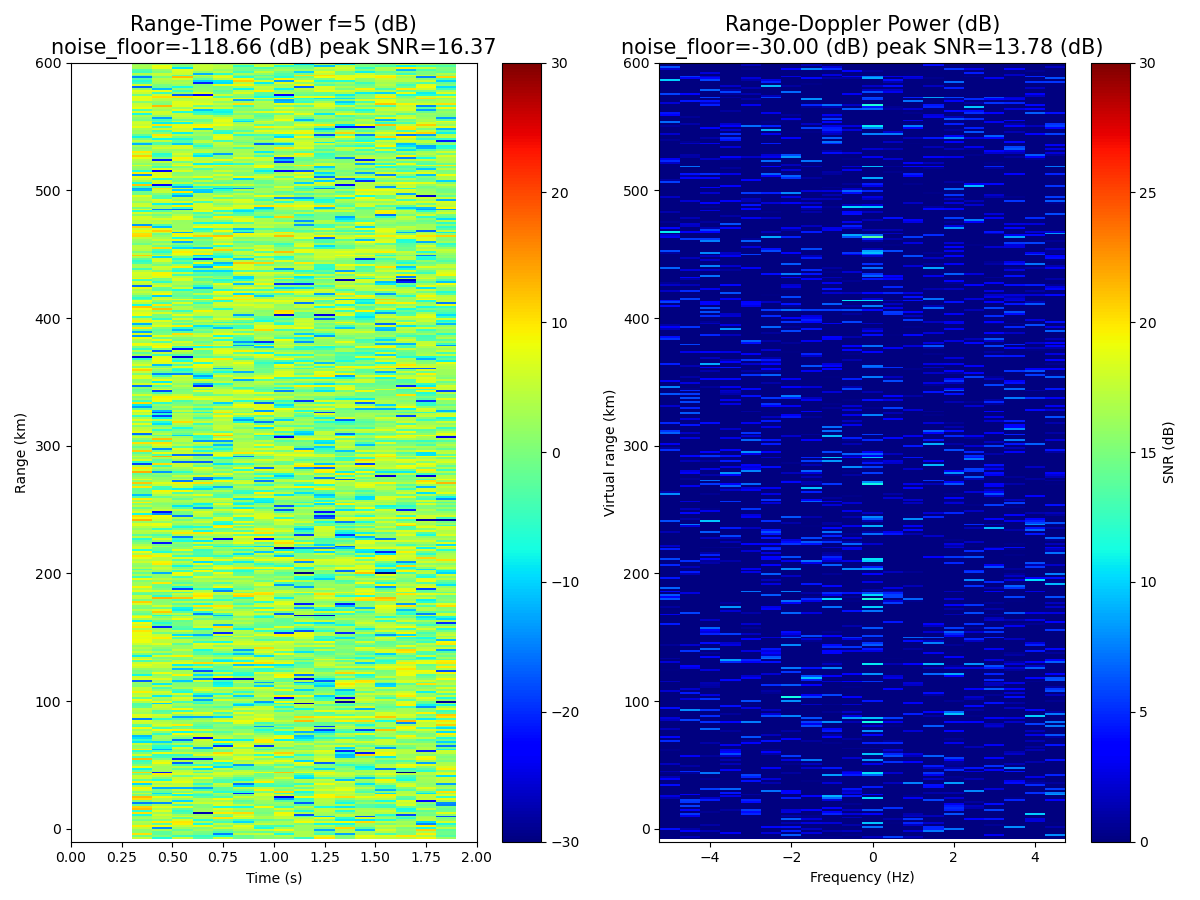 Range-Time Power f=5 (dB)
noise_floor=-118.66 (dB) peak SNR=16.37
Range-Doppler Power (dB)
noise_floor=-30.00 (dB) peak SNR=13.78 (dB)
600
500
400
300
200
100
0
Range (km)
0.00 0.25 0.50 0.75 1.00 1.25 1.50 1.75 2.00
Time (s)
30
20
10
0
−10
−20
−30
600
500
400
300
200
100
0
Virtual range (km)
−4 −2 0 2 4
Frequency (Hz)
30
25
20
15
10
5
0
SNR (dB)